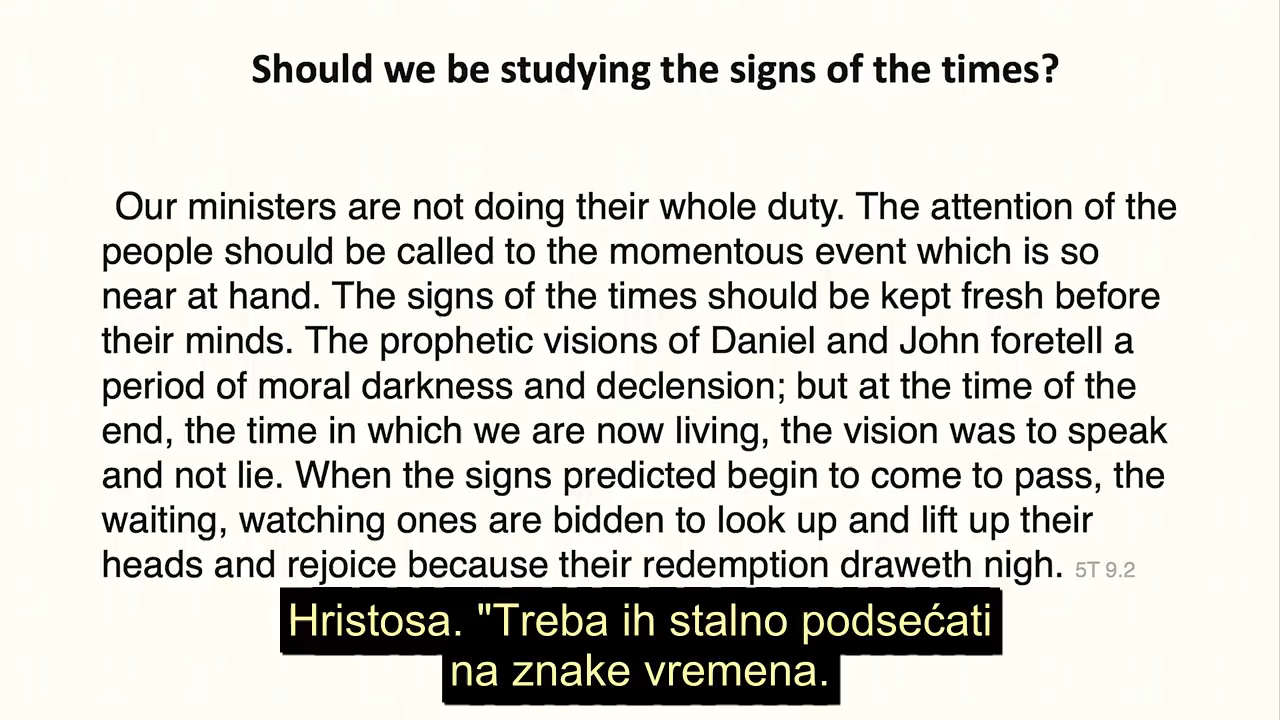 Should we be studying the signs of the times?
Our ministers are not doing their whole duty. The attention of the
people should be called to the momentous event which is so
near at hand. The signs of the times should be kept fresh before
their minds. The prophetic visions of Daniel and John foretell a
period of moral darkness and declension; but at the time of the
end, the time in which we are now living, the vision was to speak
and not lie. When the signs predicted begin to come to pass, the
waiting, watching ones are bidden to look up and lift up their
heads and rejoice because their redemption draweth nigh. 5T 9.2
Hristosa. "Treba ih stalno podsećati
na znake vremena.